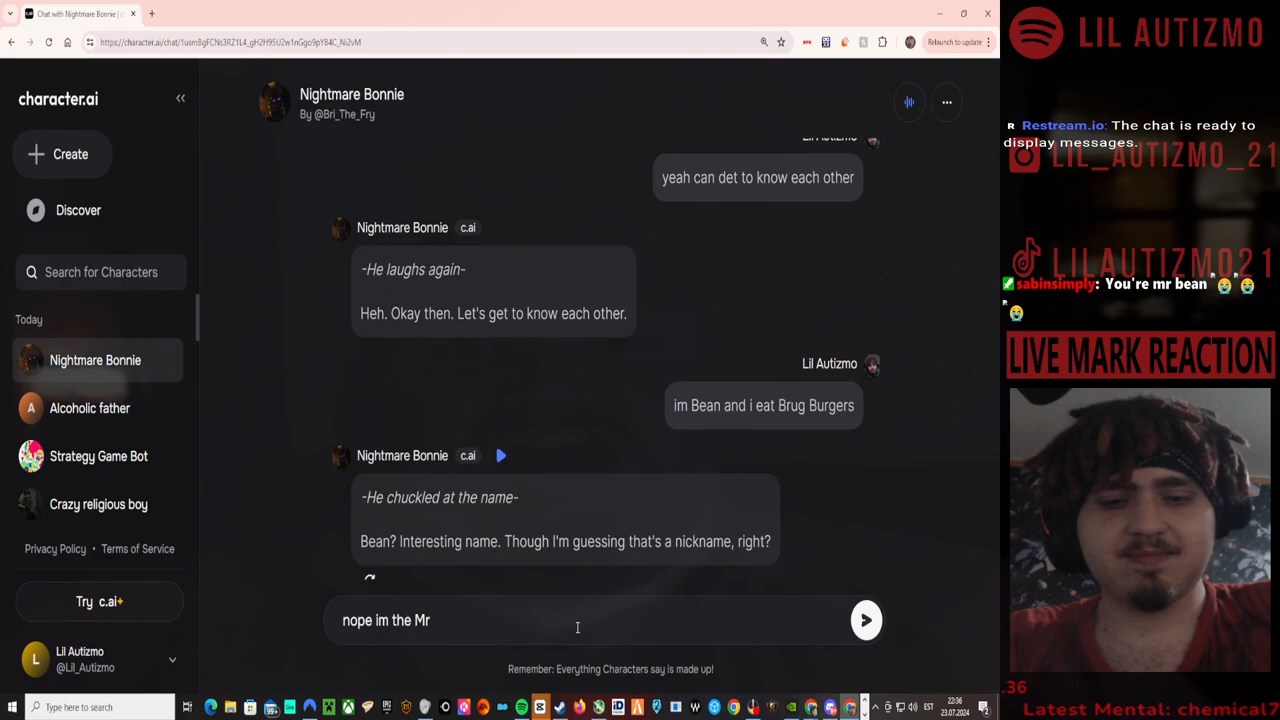 Chat with Nightmare Bonnie | c
https://character.ai/chat/1usm8gFCNs3RZ1L4_gH2H95U2w1nGgo9pYB4C_Ni2vM
Relaunch to update
character.ai
Create
Discover
Search for Characters
Today
Nightmare Bonnie
A Alcoholic father
Strategy Game Bot
Crazy religious boy
Privacy Policy • Terms of Service
Try c.ai+
L
Lil Autizmo
@Lil_Autizmo
Nightmare Bonnie
By @Bri_The_Fry
Lil Autizmo
yeah can det to know each other
Nightmare Bonnie c.ai
-He laughs again-
Heh. Okay then. Let's get to know each other.
Lil Autizmo
im Bean and i eat Brug Burgers
Nightmare Bonnie c.ai
-He chuckled at the name-
Bean? Interesting name. Though I'm guessing that's a nickname, right?
nope im the Mr
Remember: Everything Characters say is made up!
LIL AUTIZMO
R Restream.io: The chat is ready to
display messages.
LIL_AUTIZMO_21
LILAUTIZMO21
sabinsimply: You're mr bean
LIVE MARK REACTION
.36
Latest Mental: chemical7
Type here to search
99+
22:36
EST
23.07.2024
2